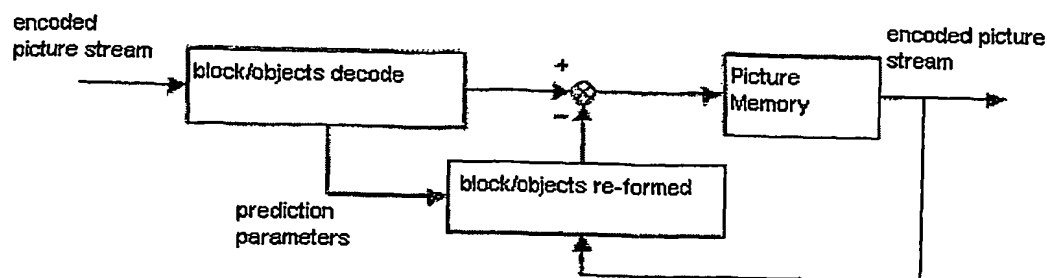 encoded
picture stream
block/objects decode
+
−
Picture
Memory
encoded picture
stream
block/objects re-formed
prediction
parameters